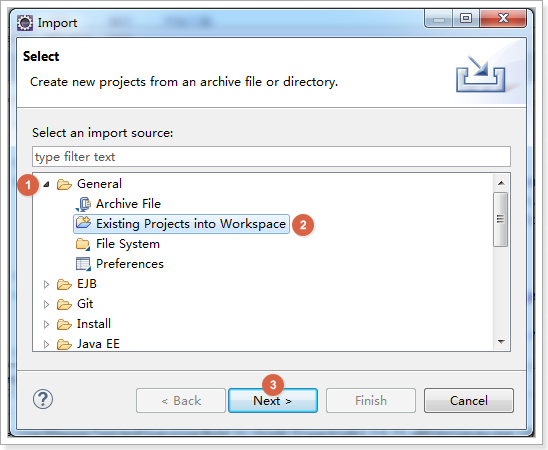 Import
Select
Create new projects from an archive file or directory.
Select an import source:
type filter text
1 General
Archive File
Existing Projects into Workspace 2
File System
Preferences
EJB
Git
Install
Java EE
3
? < Back Next > Finish Cancel